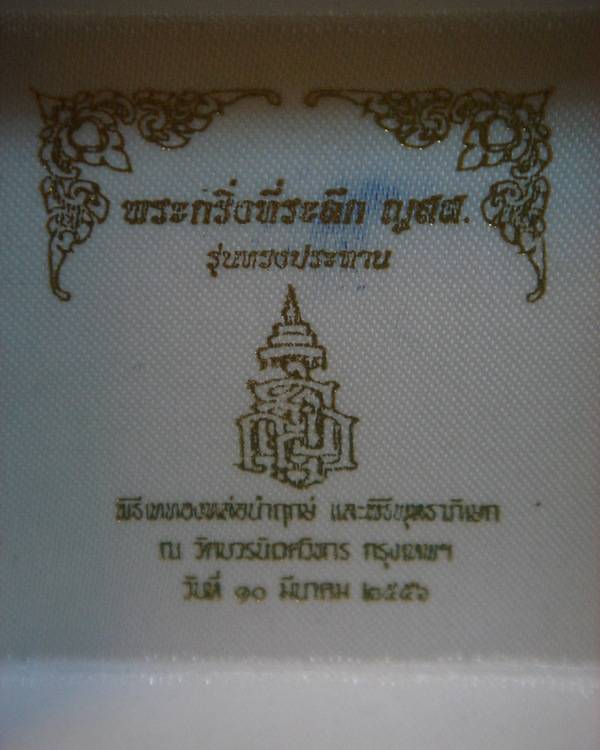 พระกริ่งที่ระลึก ญสส.
รุ่นทรงประทาน
พิธีเททองหล่อนำฤกษ์ และพิธีพุทธาภิเษก
ณ วัดบวรนิเวศวิหาร กรุงเทพฯ
วันที่ ๑๐ มีนาคม ๒๕๕๖